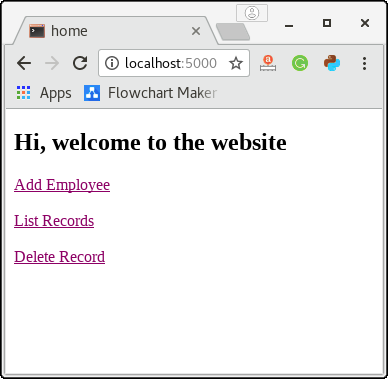 home
localhost:5000
Apps
Flowchart Maker
Hi, welcome to the website
Add Employee
List Records
Delete Record